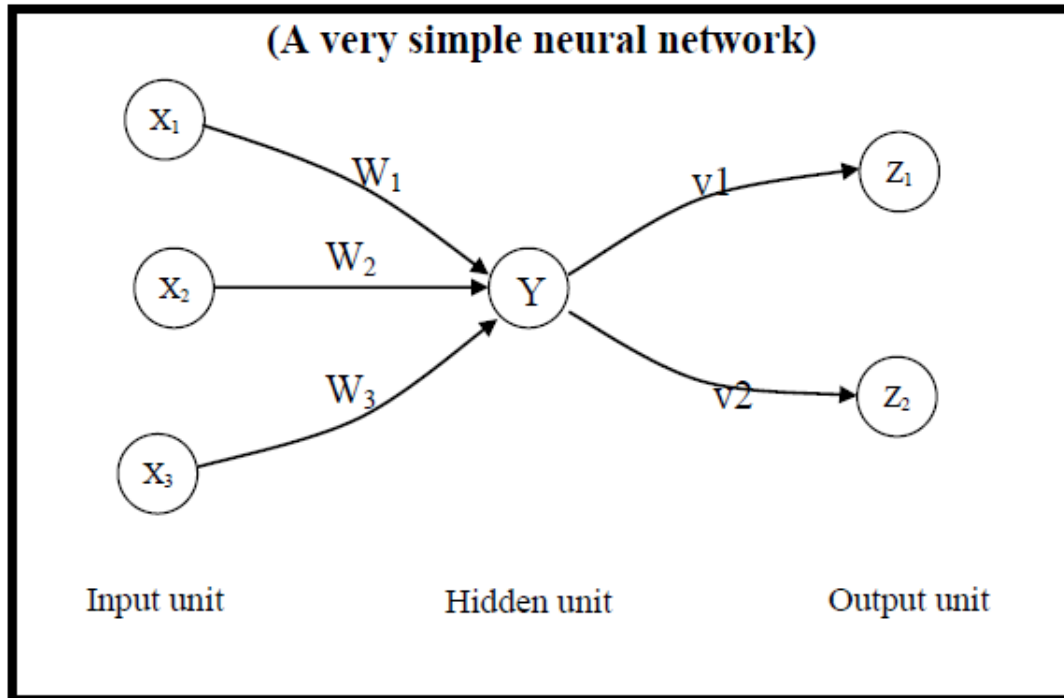 (A very simple neural network)
X₁
W₁
v1
Z₁
W₂
X₂
Y
W₃
v2
Z₂
X₃
Input unit
Hidden unit
Output unit